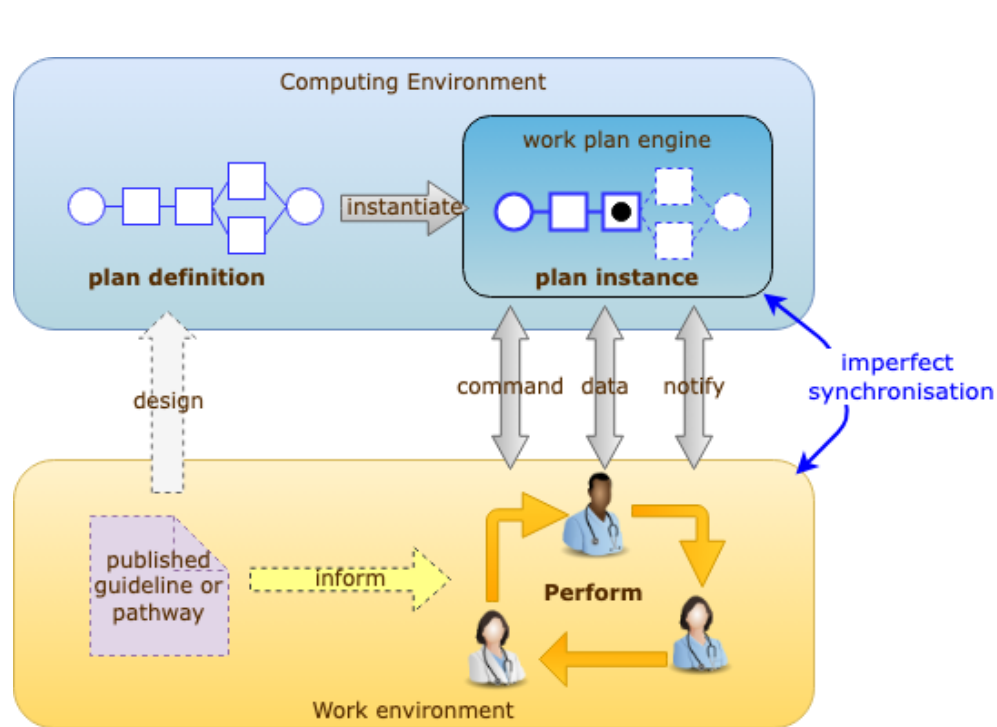 Computing Environment
work plan engine
instantiate
plan definition
plan instance
imperfect
synchronisation
design
command
data
notify
published
guideline or
pathway
inform
Perform
Work environment